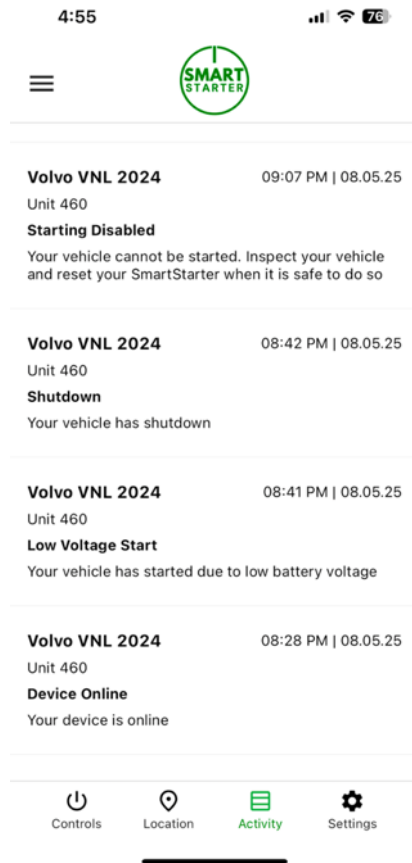 4:55
76
SMART
STARTER
Volvo VNL 2024 09:07 PM | 08.05.25
Unit 460
Starting Disabled
Your vehicle cannot be started. Inspect your vehicle
and reset your SmartStarter when it is safe to do so
Volvo VNL 2024 08:42 PM | 08.05.25
Unit 460
Shutdown
Your vehicle has shutdown
Volvo VNL 2024 08:41 PM | 08.05.25
Unit 460
Low Voltage Start
Your vehicle has started due to low battery voltage
Volvo VNL 2024 08:28 PM | 08.05.25
Unit 460
Device Online
Your device is online
Controls Location Activity Settings